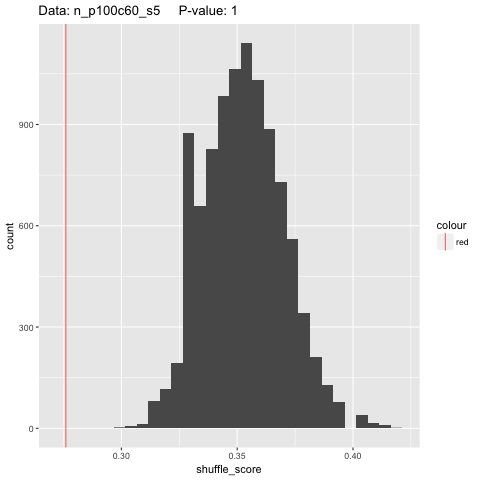 Data: n_p100c60_s5 P-value: 1
count
900
600
300
0
0.30 0.35 0.40
shuffle_score
colour
red